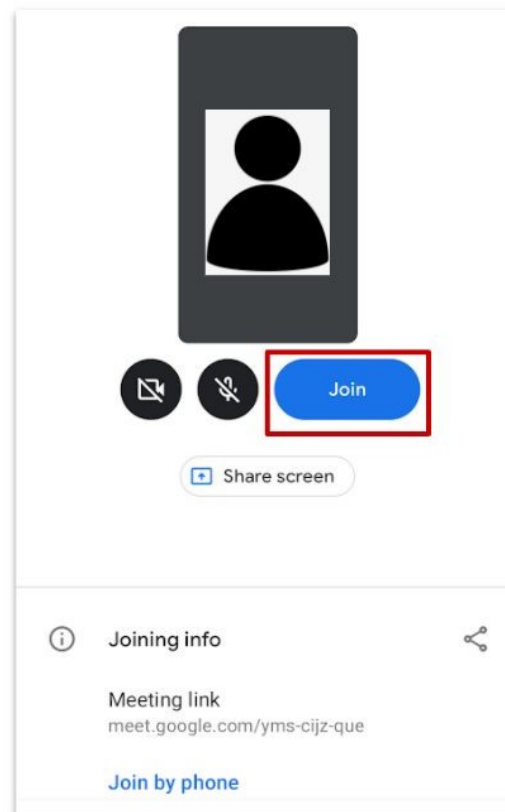 Join
Share screen
Joining info
Meeting link
meet.google.com/yms-cijz-que
Join by phone